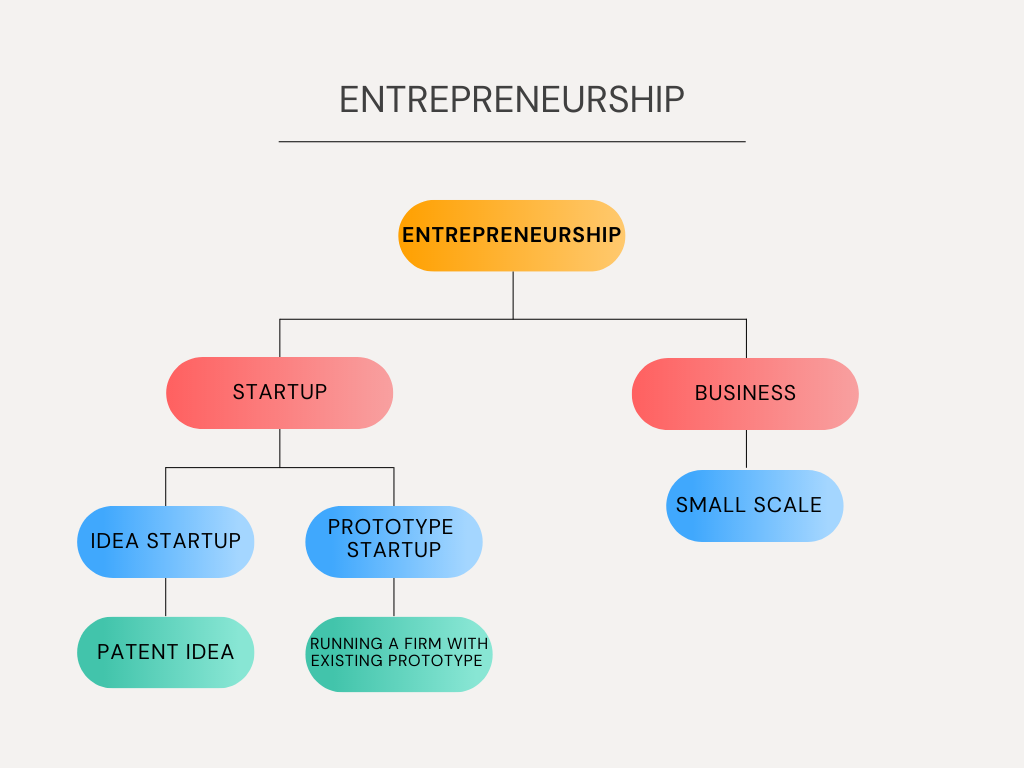 ENTREPRENEURSHIP
ENTREPRENEURSHIP
STARTUP
BUSINESS
SMALL SCALE
IDEA STARTUP
PROTOTYPE
STARTUP
PATENT IDEA
RUNNING A FIRM WITH
EXISTING PROTOTYPE